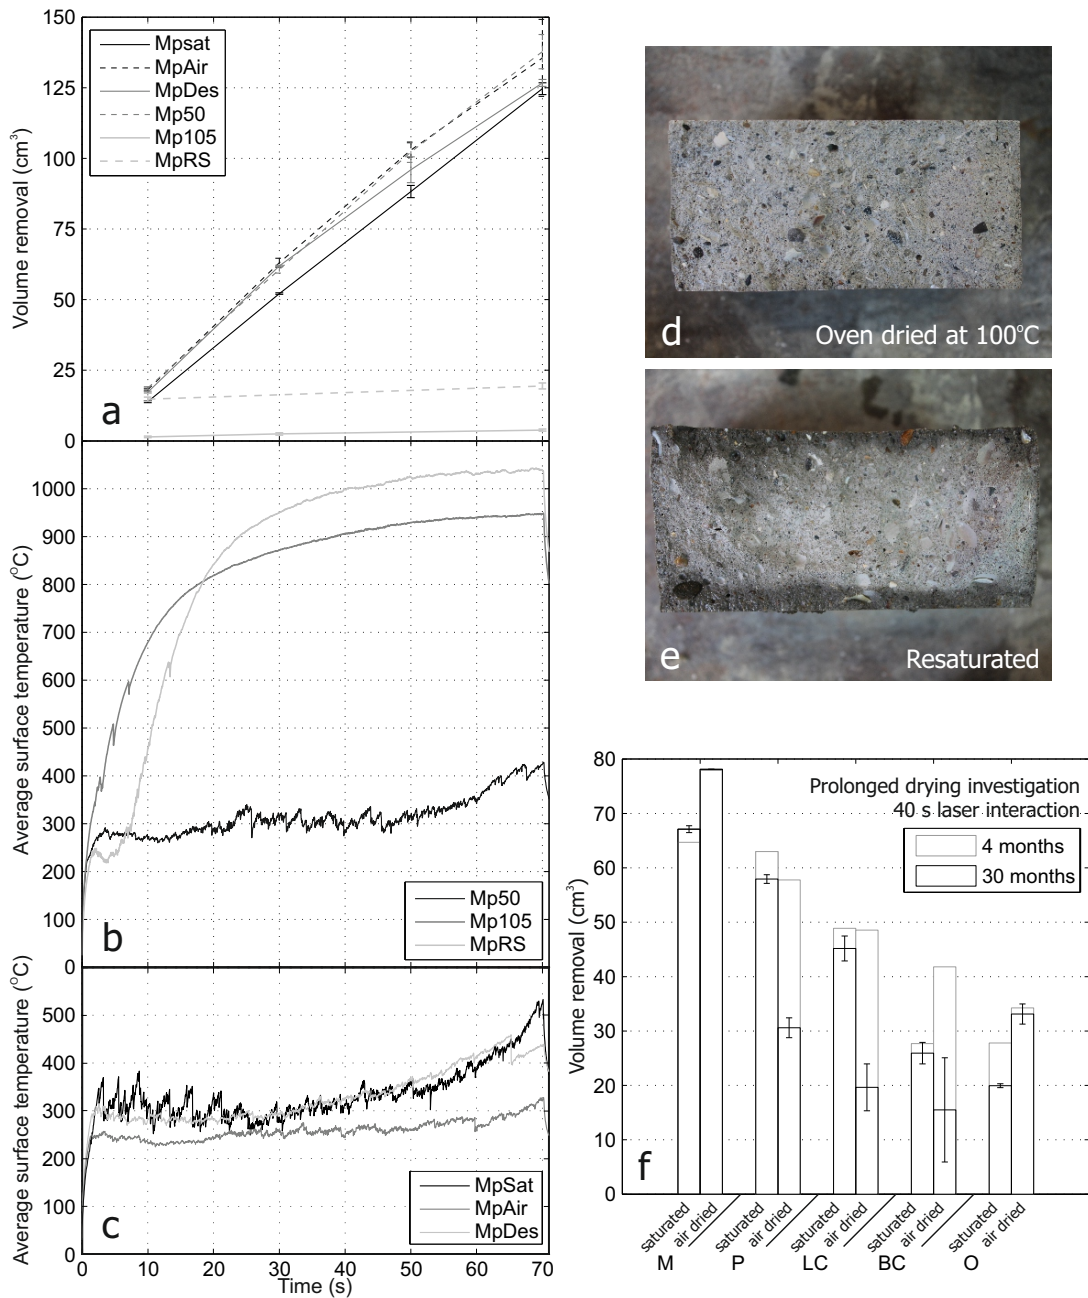 150
125
100
75
50
25
0
Volume removal (cm³)
Mpsat
MpAir
MpDes
Mp50
Mp105
MpRS
a
1000
900
800
700
600
500
400
300
200
100
0
Average surface temperature (°C)
Mp50
Mp105
MpRS
b
500
400
300
200
100
0
Average surface temperature (°C)
MpSat
MpAir
MpDes
c
0 10 20 30 40 50 60 70
Time (s)
d
Oven dried at 100°C
e
Resaturated
80
70
60
50
40
30
20
10
0
Volume removal (cm³)
Prolonged drying investigation
40 s laser interaction
4 months
30 months
f
saturated
air dried
saturated
air dried
saturated
air dried
saturated
air dried
saturated
air dried
M P LC BC O